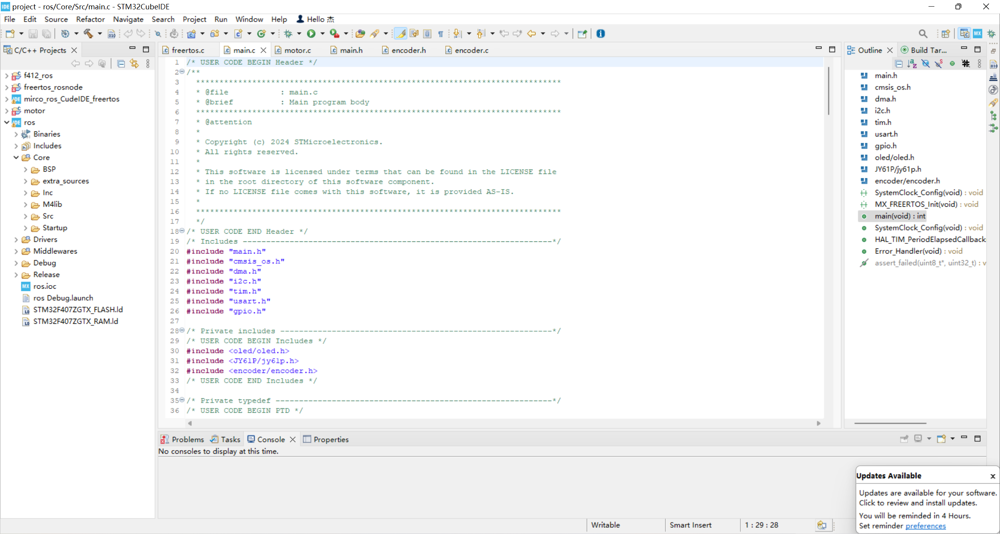 project - ros/Core/Src/main.c - STM32CubeIDE
File Edit Source Refactor Navigate Search Project Run Window Help Hello 杰
C/C++ Projects
f412_ros
freertos_rosnode
mirco_ros_CudeIDE_freertos
motor
ros
Binaries
Includes
Core
BSP
extra_sources
Inc
M4lib
Src
Startup
Drivers
Middlewares
Debug
Release
ros.ioc
ros Debug.launch
STM32F407ZGTX_FLASH.ld
STM32F407ZGTX_RAM.ld
freertos.c main.c motor.c main.h encoder.h encoder.c
1 /* USER CODE BEGIN Header */
2 /**
3 ******************************************************************************
4 * @file : main.c
5 * @brief : Main program body
6 ******************************************************************************
7 * @attention
8 *
9 * Copyright (c) 2024 STMicroelectronics.
10 * All rights reserved.
11 *
12 * This software is licensed under terms that can be found in the LICENSE file
13 * in the root directory of this software component.
14 * If no LICENSE file comes with this software, it is provided AS-IS.
15 *
16 ******************************************************************************
17 */
18 /* USER CODE END Header */
19 /* Includes ------------------------------------------------------------------*/
20 #include "main.h"
21 #include "cmsis_os.h"
22 #include "dma.h"
23 #include "i2c.h"
24 #include "tim.h"
25 #include "usart.h"
26 #include "gpio.h"
27
28 /* Private includes ----------------------------------------------------------*/
29 /* USER CODE BEGIN Includes */
30 #include <oled/oled.h>
31 #include <JY61P/jy61p.h>
32 #include <encoder/encoder.h>
33 /* USER CODE END Includes */
34
35 /* Private typedef -----------------------------------------------------------*/
36 /* USER CODE BEGIN PTD */
Outline Build Tar...
main.h
cmsis_os.h
dma.h
i2c.h
tim.h
usart.h
gpio.h
oled/oled.h
JY61P/jy61p.h
encoder/encoder.h
SystemClock_Config(void) : void
MX_FREERTOS_Init(void) : void
main(void) : int
SystemClock_Config(void) : void
HAL_TIM_PeriodElapsedCallback
Error_Handler(void) : void
assert_failed(uint8_t*, uint32_t) : v
Problems Tasks Console Properties
No consoles to display at this time.
Updates Available x
Updates are available for your software.
Click to review and install updates.
You will be reminded in 4 Hours.
Set reminder preferences
Writable Smart Insert 1 : 29 : 28